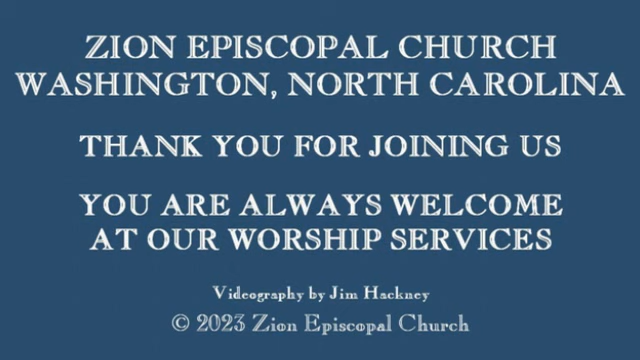 ZION EPISCOPAL CHURCH
WASHINGTON, NORTH CAROLINA
THANK YOU FOR JOINING US
YOU ARE ALWAYS WELCOME
AT OUR WORSHIP SERVICES
Videography by Jim Hackney
© 2023 Zion Episcopal Church